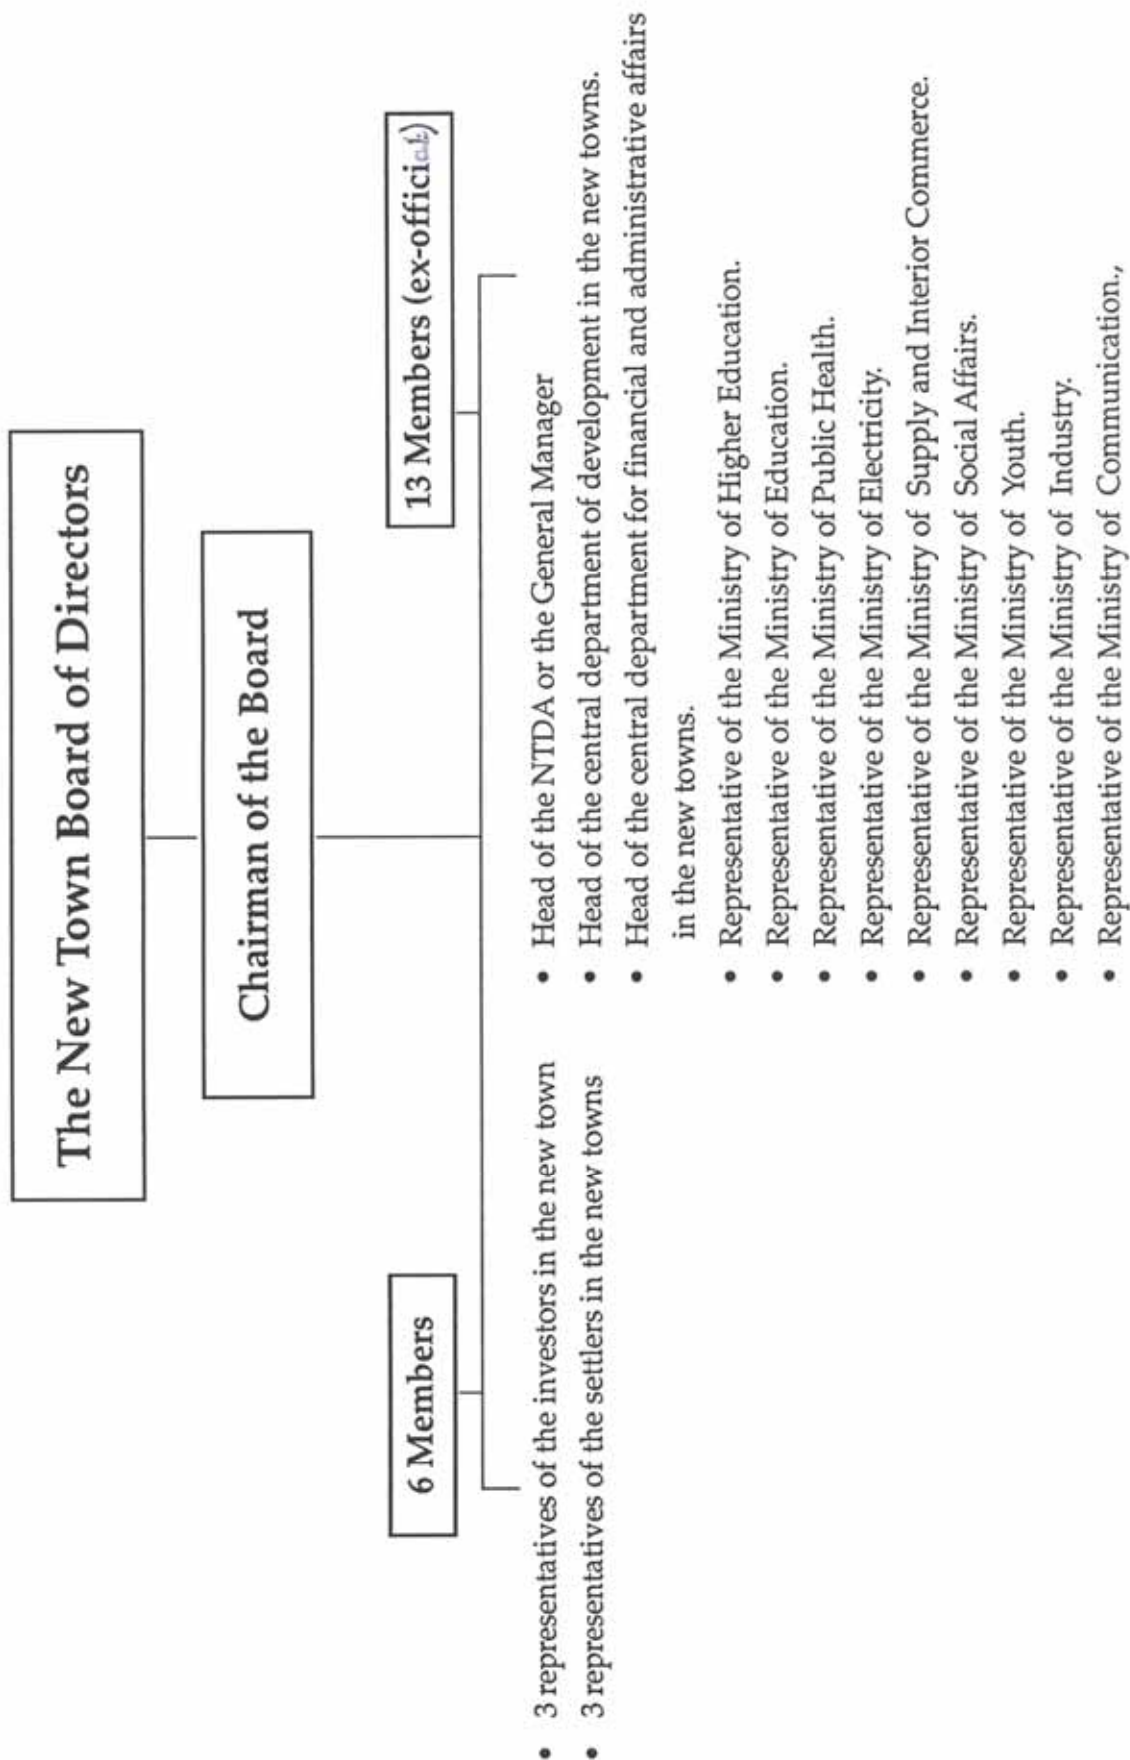 The New Town Board of Directors
Chairman of the Board
6 Members
13 Members (ex-official)
• 3 representatives of the investors in the new town
• 3 representatives of the settlers in the new towns
• Head of the NTDA or the General Manager
• Head of the central department of development in the new towns.
• Head of the central department for financial and administrative affairs
in the new towns.
• Representative of the Ministry of Higher Education.
• Representative of the Ministry of Education.
• Representative of the Ministry of Public Health.
• Representative of the Ministry of Electricity.
• Representative of the Ministry of Supply and Interior Commerce.
• Representative of the Ministry of Social Affairs.
• Representative of the Ministry of Youth.
• Representative of the Ministry of Industry.
• Representative of the Ministry of Communication.,